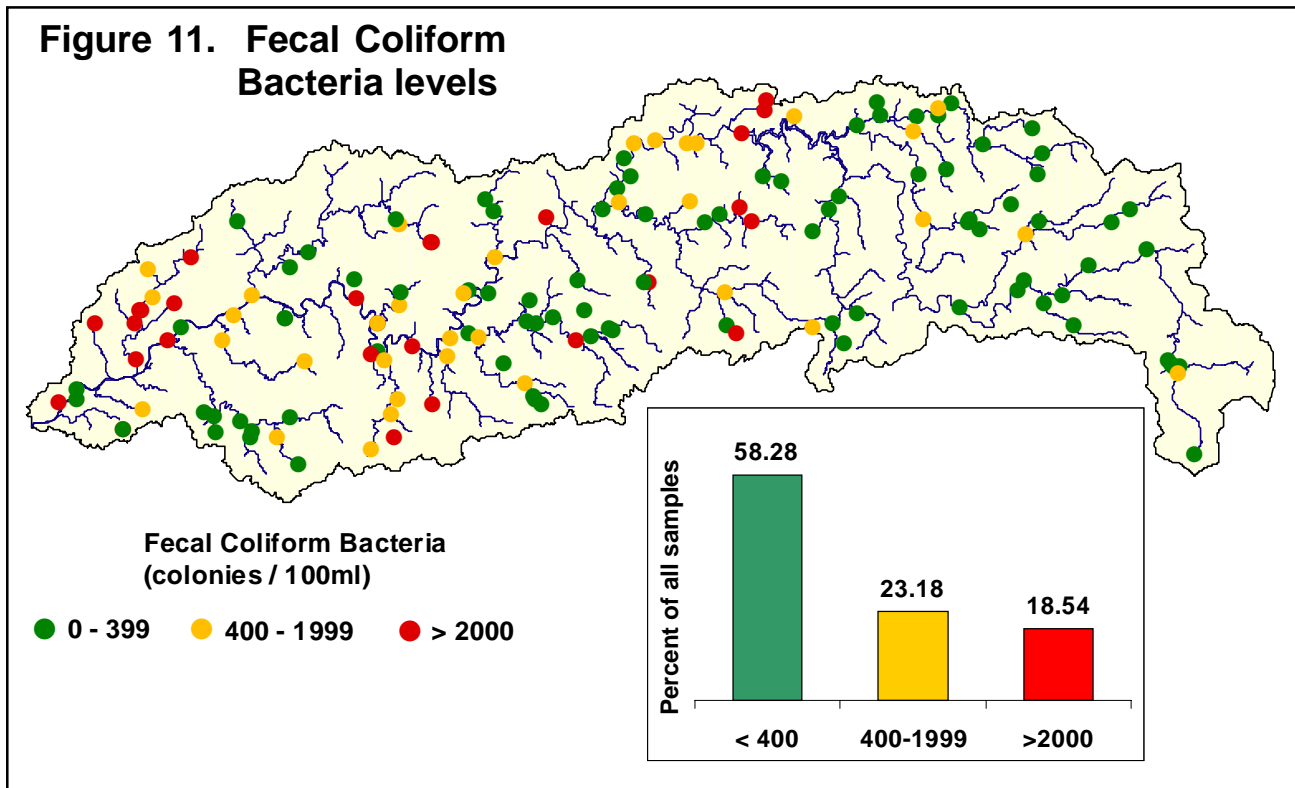 Figure 11. Fecal Coliform
Bacteria levels
Fecal Coliform Bacteria
(colonies / 100ml)
0 - 399
400 - 1999
> 2000
Percent of all samples
58.28
23.18
18.54
< 400
400-1999
>2000